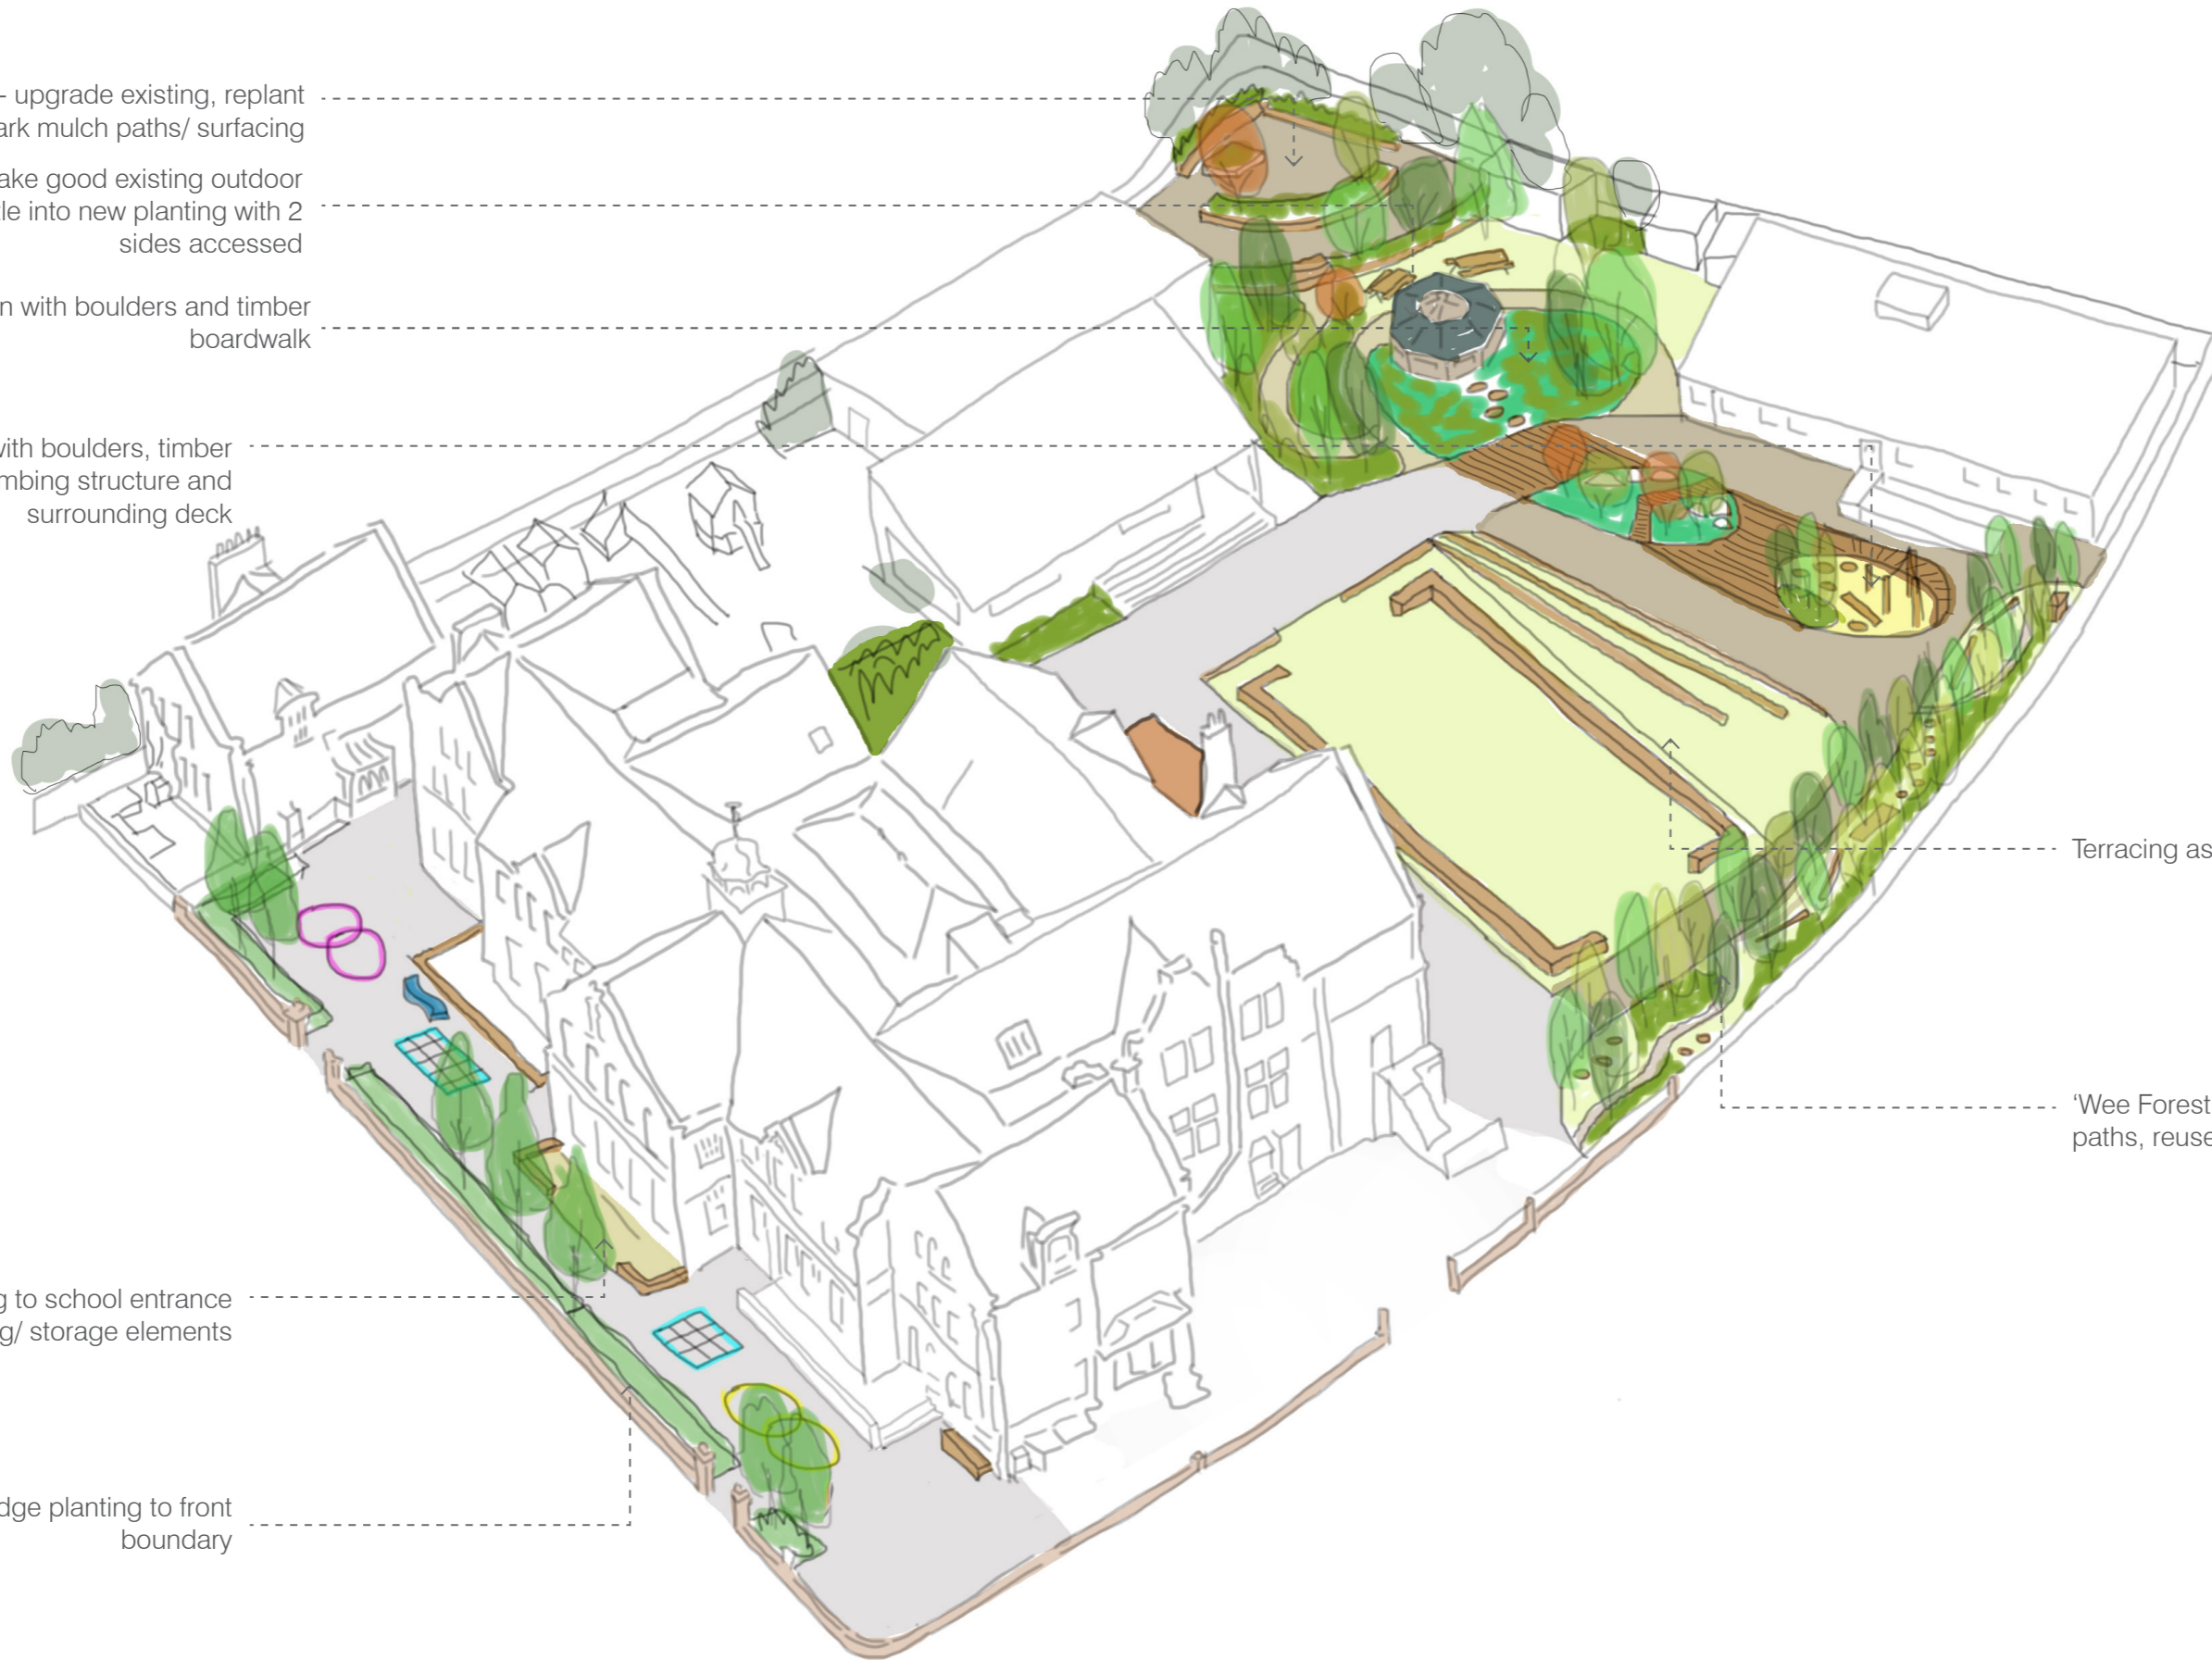 - upgrade existing, replant
ark mulch paths/ surfacing
ake good existing outdoor
tle into new planting with 2
sides accessed
n with boulders and timber
boardwalk
with boulders, timber
mbing structure and
surrounding deck
Terracing as
'Wee Forest
paths, reuse
g to school entrance
g/ storage elements
dge planting to front
boundary